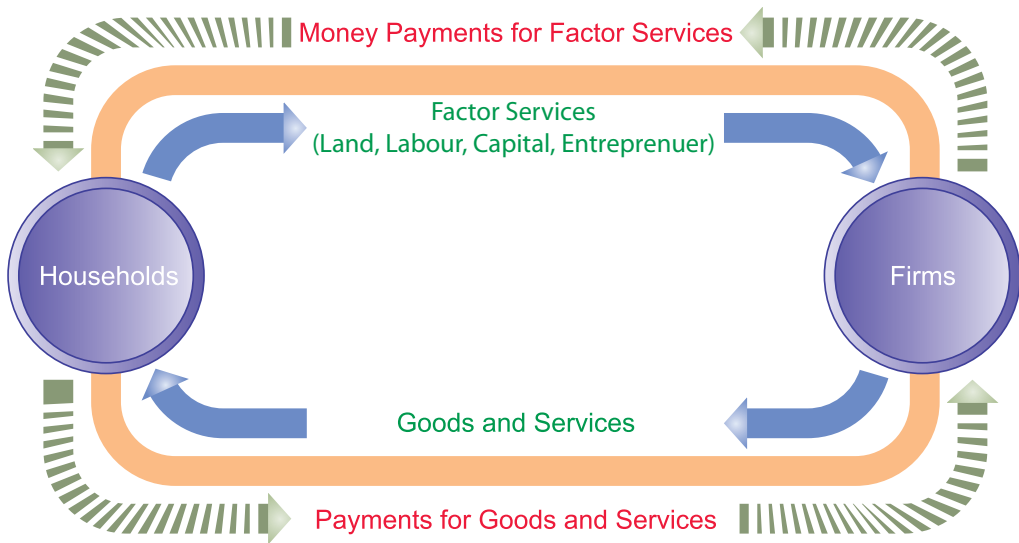 Money Payments for Factor Services
Factor Services
(Land, Labour, Capital, Entreprenuer)
Households
Firms
Goods and Services
Payments for Goods and Services